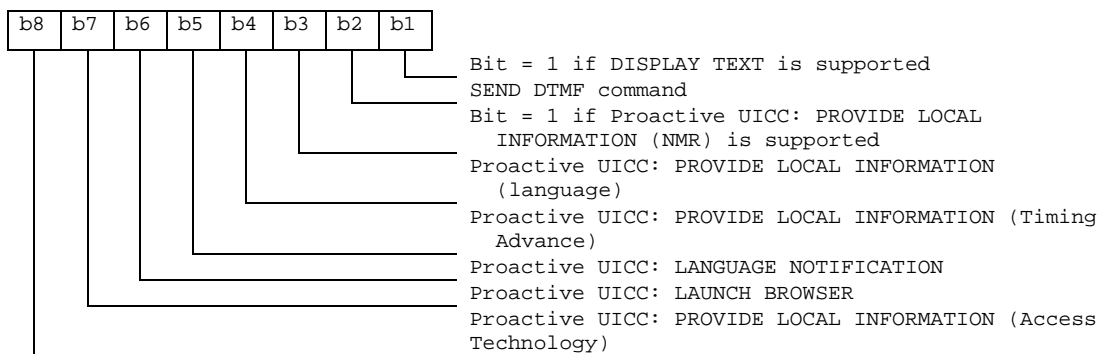 b8 b7 b6 b5 b4 b3 b2 b1
Bit = 1 if DISPLAY TEXT is supported
SEND DTMF command
Bit = 1 if Proactive UICC: PROVIDE LOCAL
INFORMATION (NMR) is supported
Proactive UICC: PROVIDE LOCAL INFORMATION
(language)
Proactive UICC: PROVIDE LOCAL INFORMATION (Timing
Advance)
Proactive UICC: LANGUAGE NOTIFICATION
Proactive UICC: LAUNCH BROWSER
Proactive UICC: PROVIDE LOCAL INFORMATION (Access
Technology)